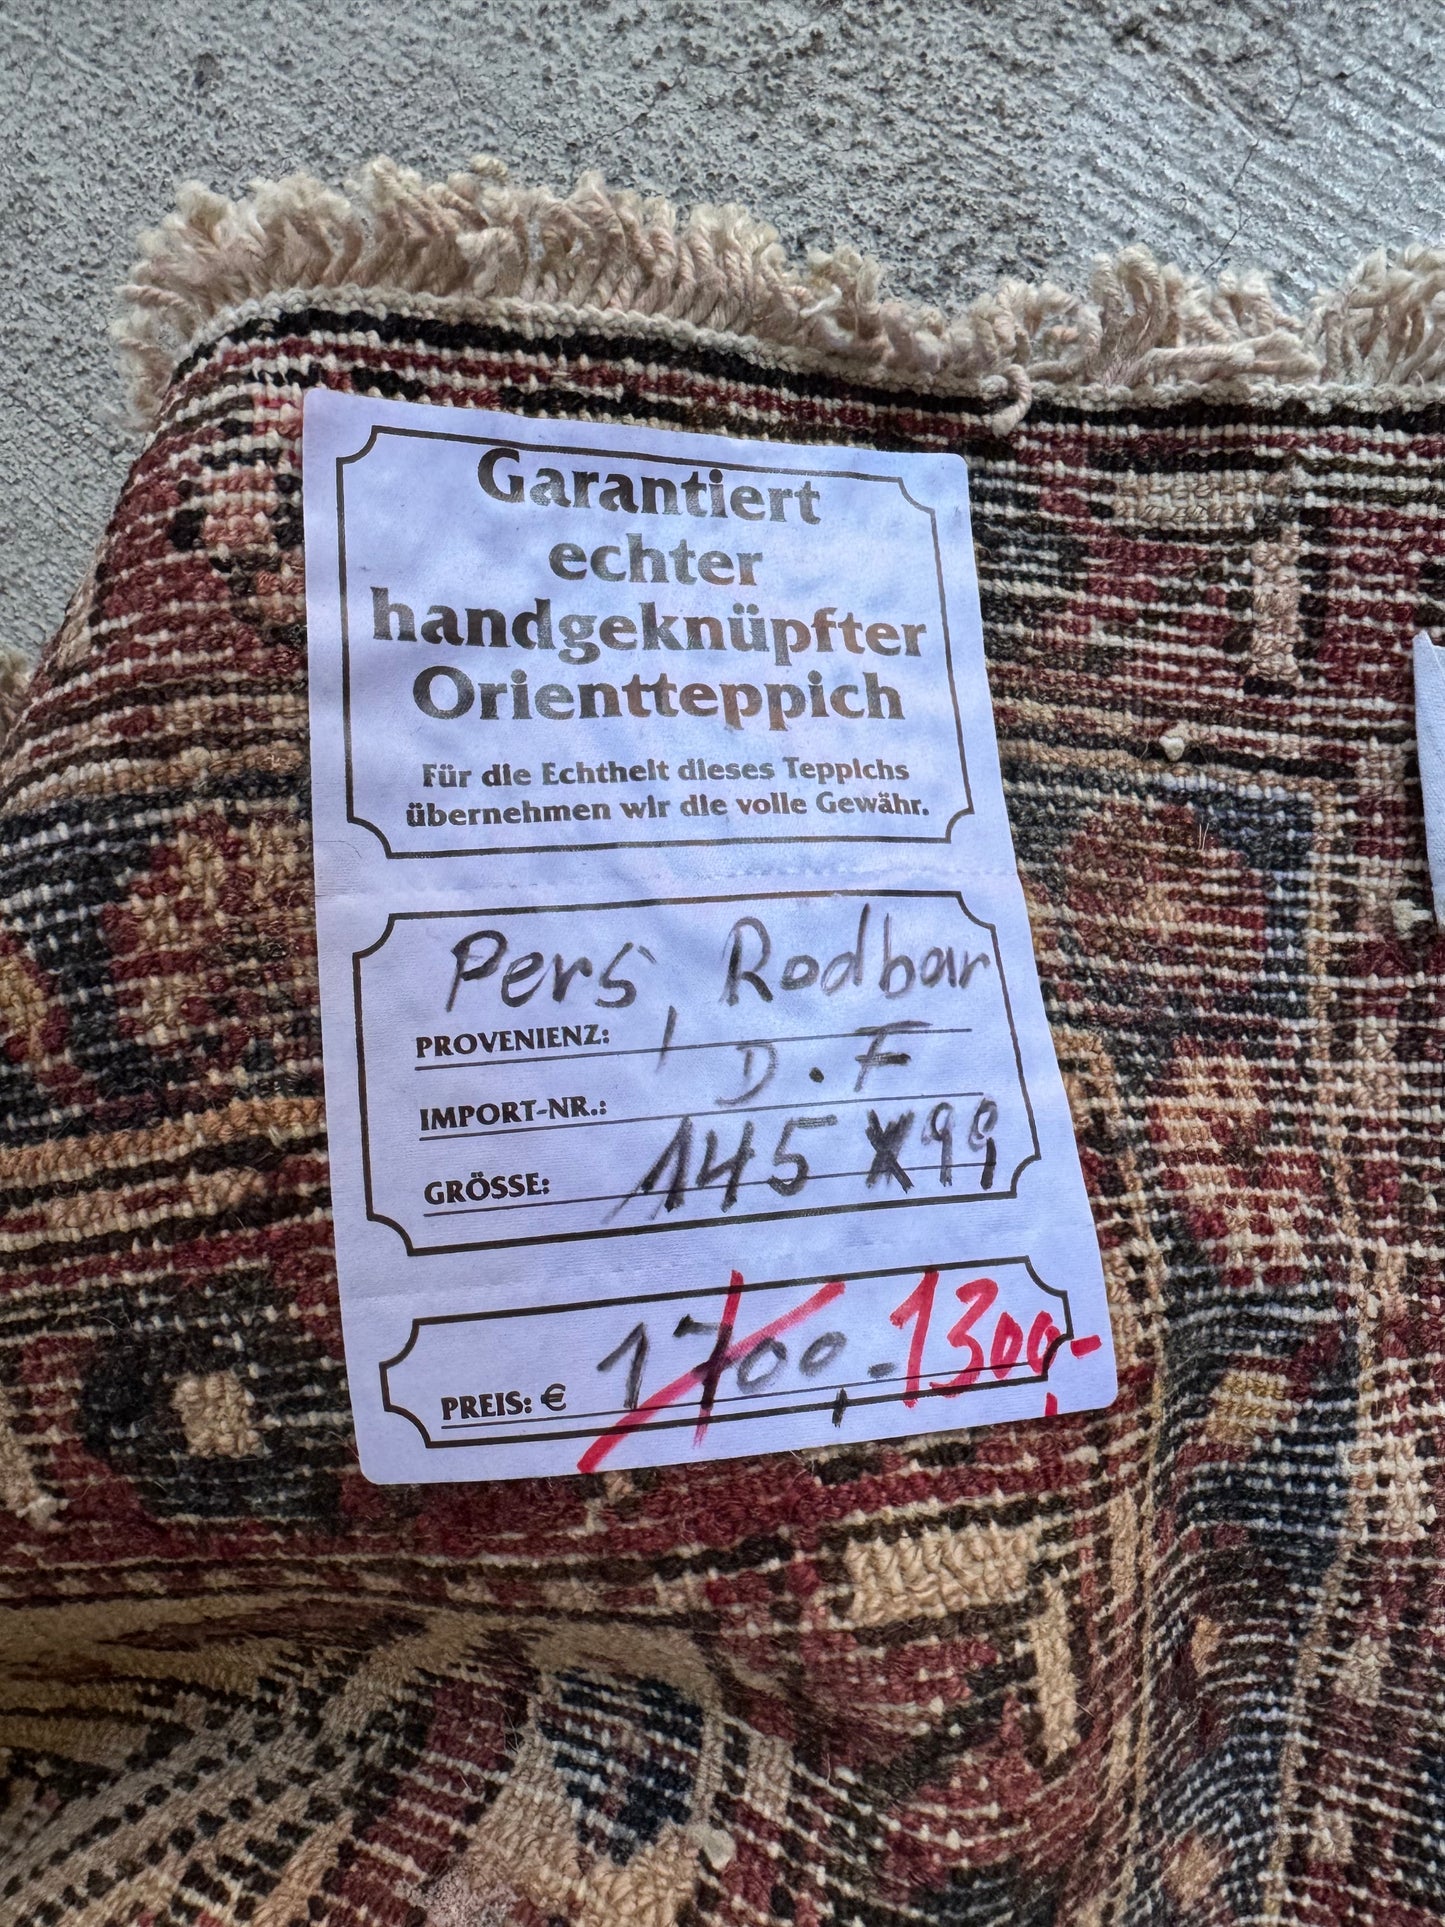 Garantiert
echter
handgeknüpfter
Orientteppich
Für die Echtheit dieses Teppichs
übernehmen wir die volle Gewähr.
PROVENIENZ: Pers, Rodbar
IMPORT-NR.: D.F
GRÖSSE: 145 x 99
PREIS: € 1700,- 1300,-